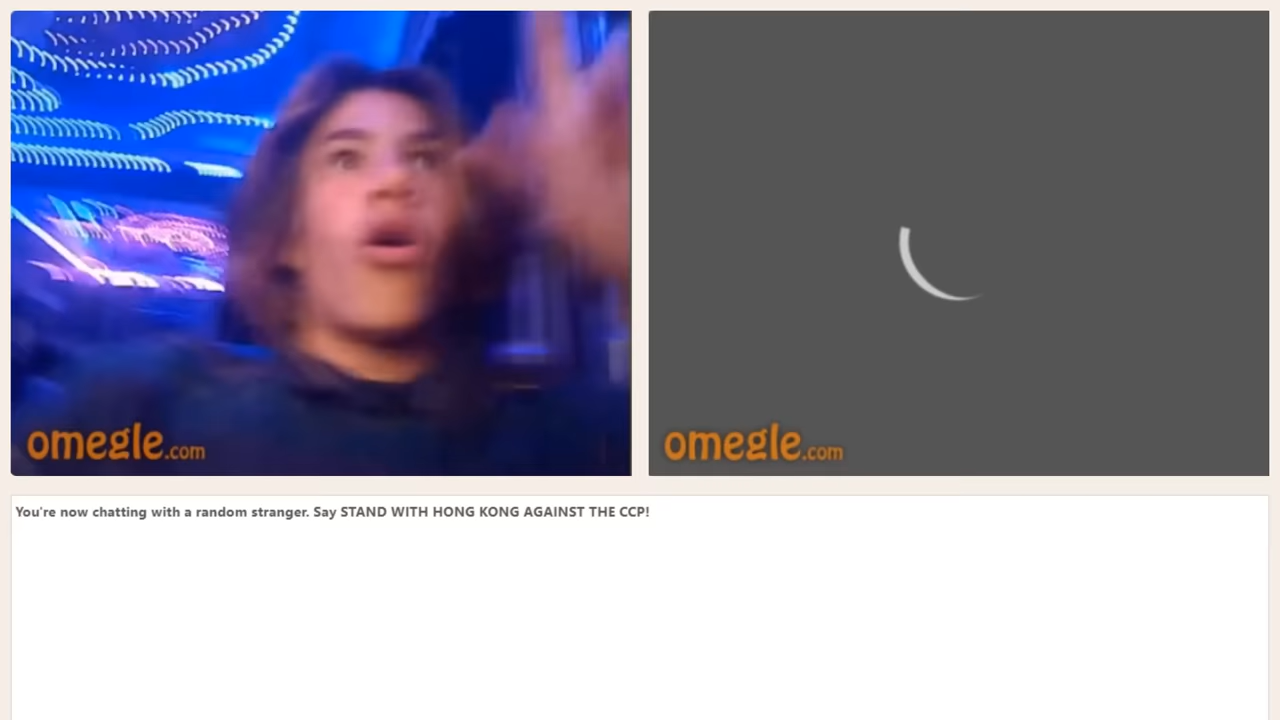 omegle.com
omegle.com
You're now chatting with a random stranger. Say STAND WITH HONG KONG AGAINST THE CCP!